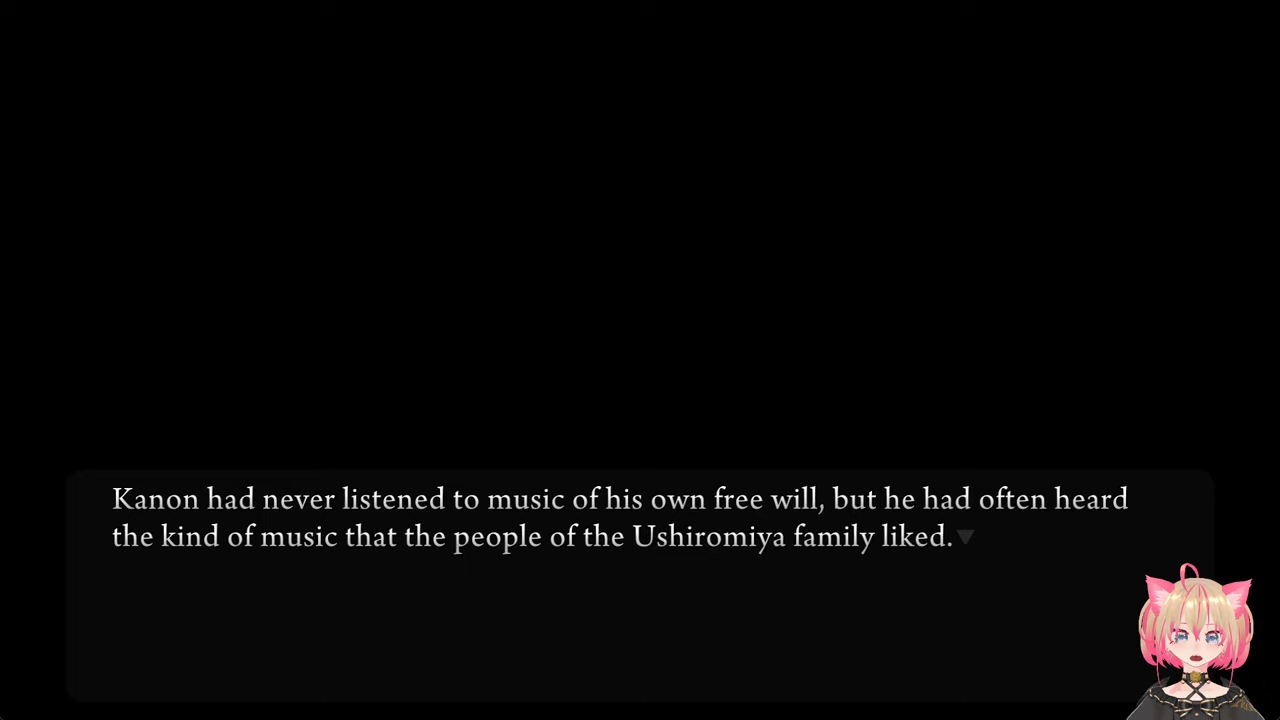 Kanon had never listened to music of his own free will, but he had often heard
the kind of music that the people of the Ushiromiya family liked.